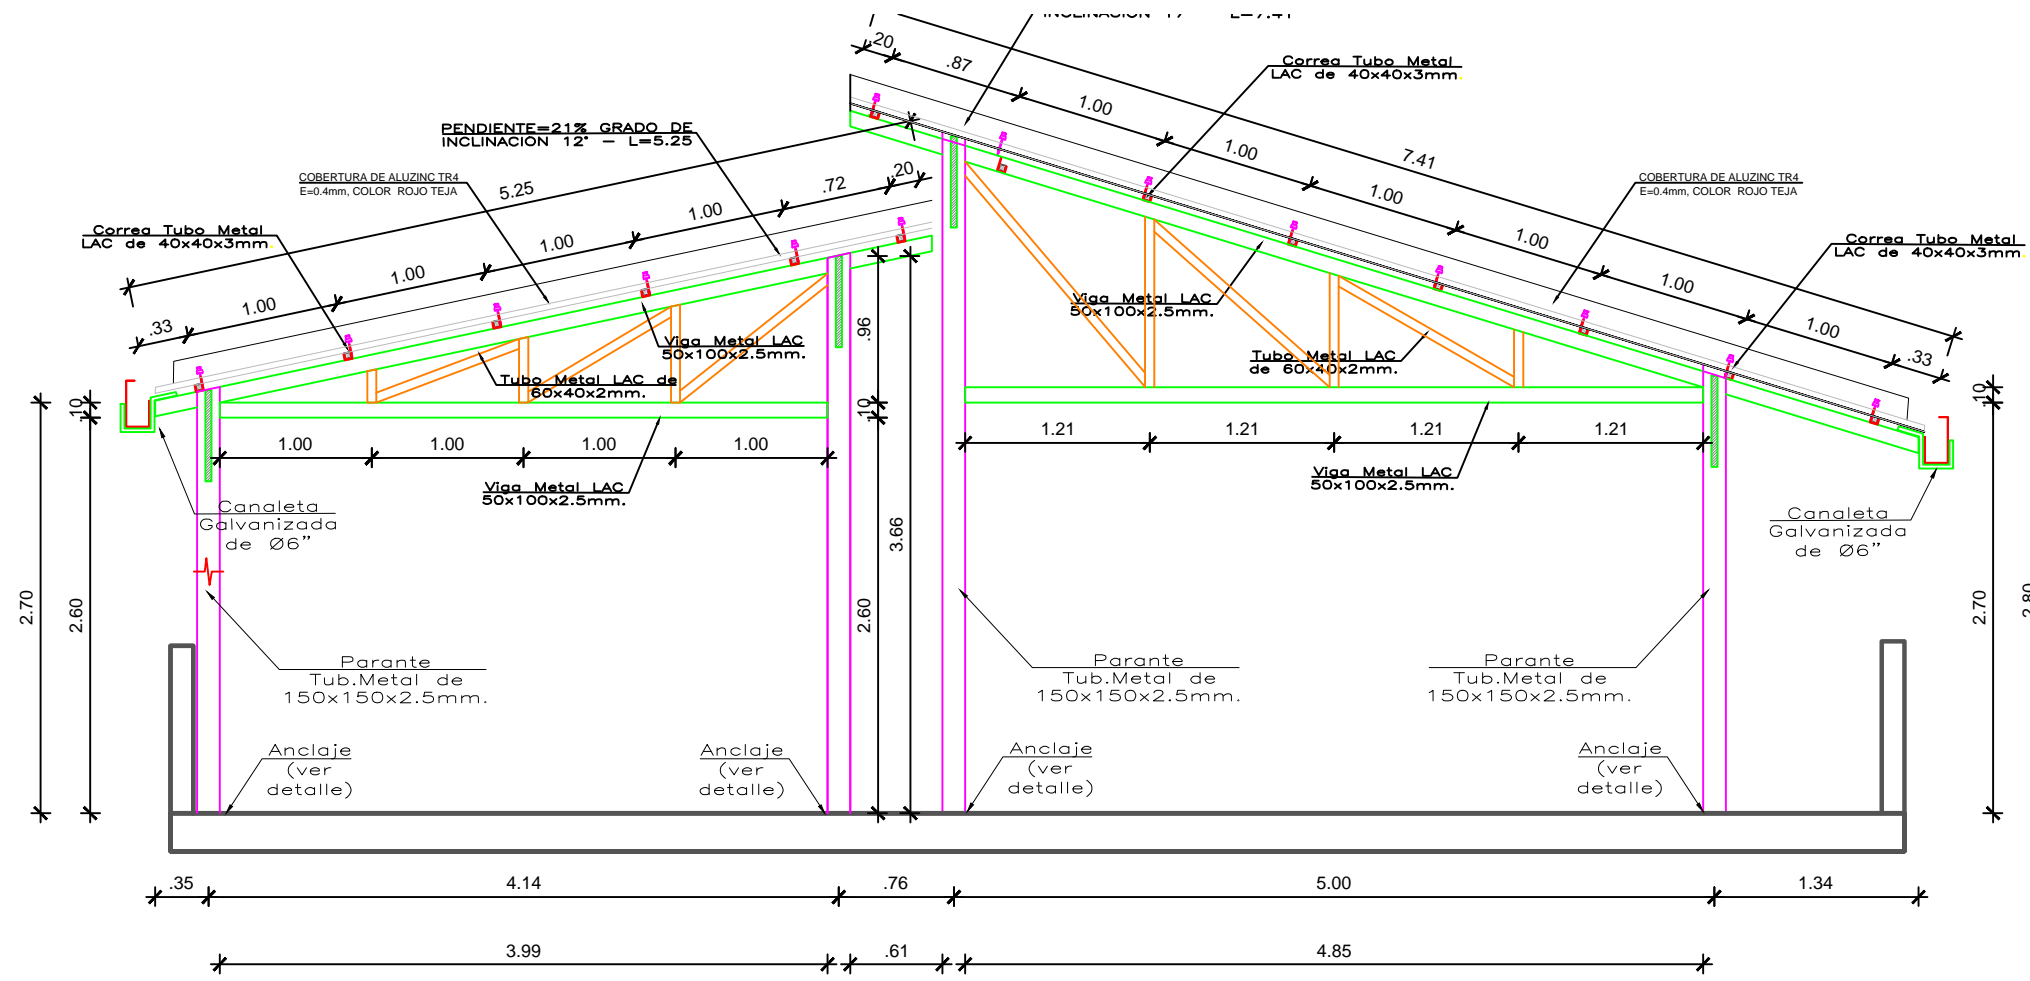 INCLINACION 17° – L=7.41
.20
.87
1.00
1.00
1.00
1.00
1.00
1.00
.33
7.41
Correa Tubo Metal
LAC de 40x40x3mm.
PENDIENTE=21% GRADO DE
INCLINACION 12° – L=5.25
COBERTURA DE ALUZINC TR4
E=0.4mm, COLOR ROJO TEJA
5.25
.33
1.00
1.00
1.00
1.00
.72
.20
COBERTURA DE ALUZINC TR4
E=0.4mm, COLOR ROJO TEJA
Correa Tubo Metal
LAC de 40x40x3mm.
Correa Tubo Metal
LAC de 40x40x3mm.
Viga Metal LAC
50x100x2.5mm.
Viga Metal LAC
50x100x2.5mm.
Tubo Metal LAC de
60x40x2mm.
Tubo Metal LAC
de 60x40x2mm.
.96
.10
.10
.10
1.00
1.00
1.00
1.00
1.21
1.21
1.21
1.21
Viga Metal LAC
50x100x2.5mm.
Viga Metal LAC
50x100x2.5mm.
Canaleta
Galvanizada
de Ø6”
Canaleta
Galvanizada
de Ø6”
2.70
2.60
2.60
3.66
2.70
2.80
Parante
Tub.Metal de
150x150x2.5mm.
Parante
Tub.Metal de
150x150x2.5mm.
Parante
Tub.Metal de
150x150x2.5mm.
Anclaje
(ver
detalle)
Anclaje
(ver
detalle)
Anclaje
(ver
detalle)
Anclaje
(ver
detalle)
.35
4.14
.76
5.00
1.34
3.99
.61
4.85